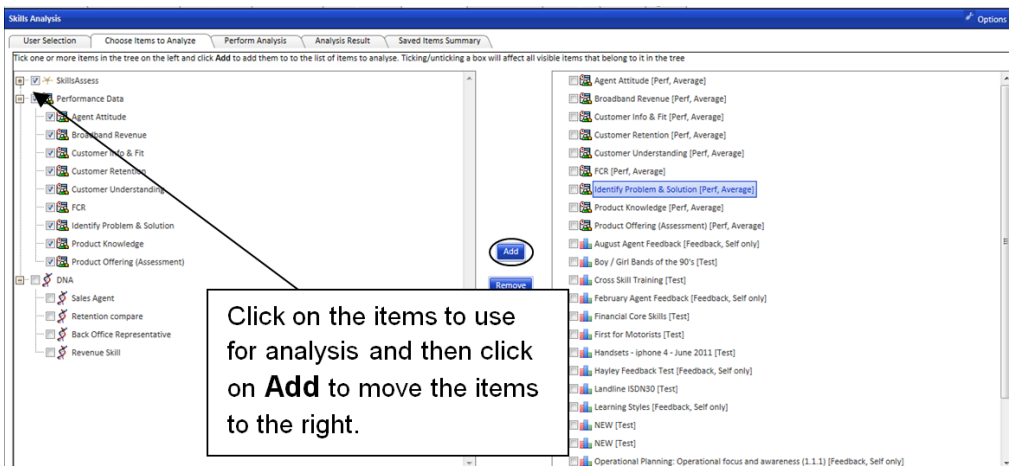 Skills Analysis
Options
User Selection
Choose Items to Analyze
Perform Analysis
Analysis Result
Saved Items Summary
Tick one or more items in the tree on the left and click Add to add them to to the list of items to analyse. Ticking/unticking a box will affect all visible items that belong to it in the tree
SkillsAssess
Performance Data
Agent Attitude
Broadband Revenue
Customer Info & Fit
Customer Retention
Customer Understanding
FCR
Identify Problem & Solution
Product Knowledge
Product Offering (Assessment)
DNA
Sales Agent
Retention compare
Back Office Representative
Revenue Skill
Add
Remove
Click on the items to use
for analysis and then click
on Add to move the items
to the right.
Agent Attitude [Perf, Average]
Broadband Revenue [Perf, Average]
Customer Info & Fit [Perf, Average]
Customer Retention [Perf, Average]
Customer Understanding [Perf, Average]
FCR [Perf, Average]
Identify Problem & Solution [Perf, Average]
Product Knowledge [Perf, Average]
Product Offering (Assessment) [Perf, Average]
August Agent Feedback [Feedback, Self only]
Boy / Girl Bands of the 90's [Test]
Cross Skill Training [Test]
February Agent Feedback [Feedback, Self only]
Financial Core Skills [Test]
First for Motorists [Test]
Handsets - iphone 4 - June 2011 [Test]
Hayley Feedback Test [Feedback, Self only]
Landline ISDN30 [Test]
Learning Styles [Feedback, Self only]
NEW [Test]
NEW [Test]
Operational Planning: Operational focus and awareness (1.1.1) [Feedback, Self only]